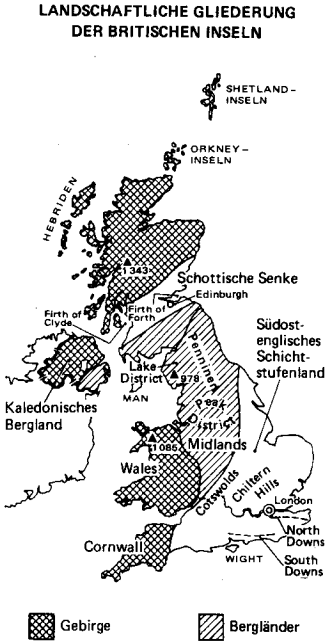 LANDSCHAFTLICHE GLIEDERUNG
DER BRITISCHEN INSELN
SHETLAND-
INSELN
ORKNEY-
INSELN
HEBRIDEN
1343
Schottische Senke
Edinburgh
Firth of
Forth
Firth of
Clyde
Südost-
englisches
Schicht-
stufenland
Lake
District
Penninen
978
MAN
Kaledonisches
Bergland
Peak
District
Midlands
1085
Wales
Cotswolds
Chiltern
Hills
London
North
Downs
Cornwall
WIGHT
South
Downs
Gebirge
Bergländer